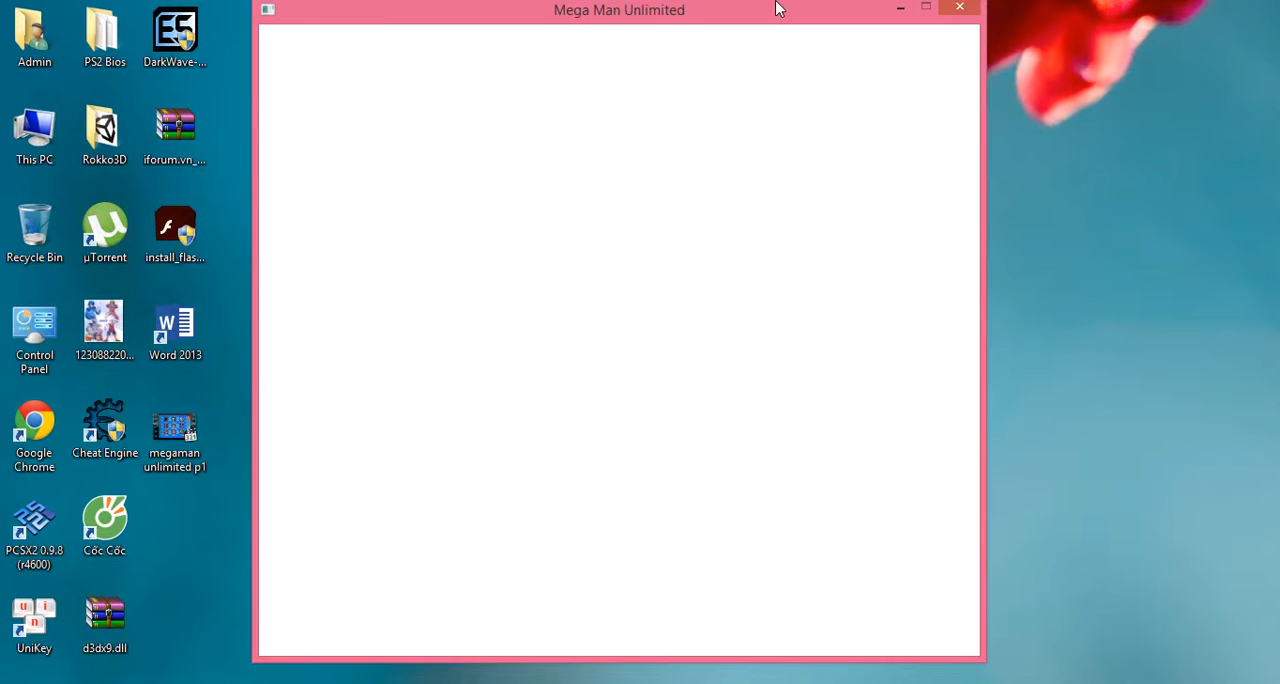 Mega Man Unlimited
Admin
PS2 Bios
DarkWave-...
This PC
Rokko3D
iforum.vn_...
Recycle Bin
µTorrent
install_flas...
Control
Panel
123088220...
Word 2013
Google
Chrome
Cheat Engine
megaman
unlimited p1
PCSX2 0.9.8
(r4600)
Cốc Cốc
UniKey
d3dx9.dll